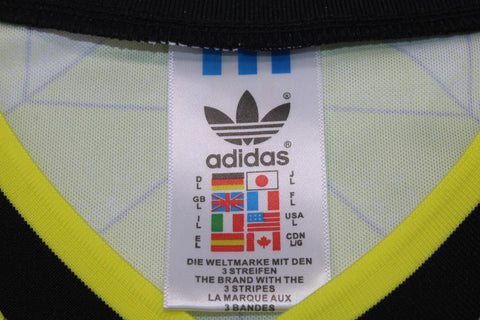 ®
adidas®
D L
J L
GB L
F L
I L
USA L
E L
CDN L/G
DIE WELTMARKE MIT DEN
3 STREIFEN
THE BRAND WITH THE
3 STRIPES
LA MARQUE AUX
3 BANDES